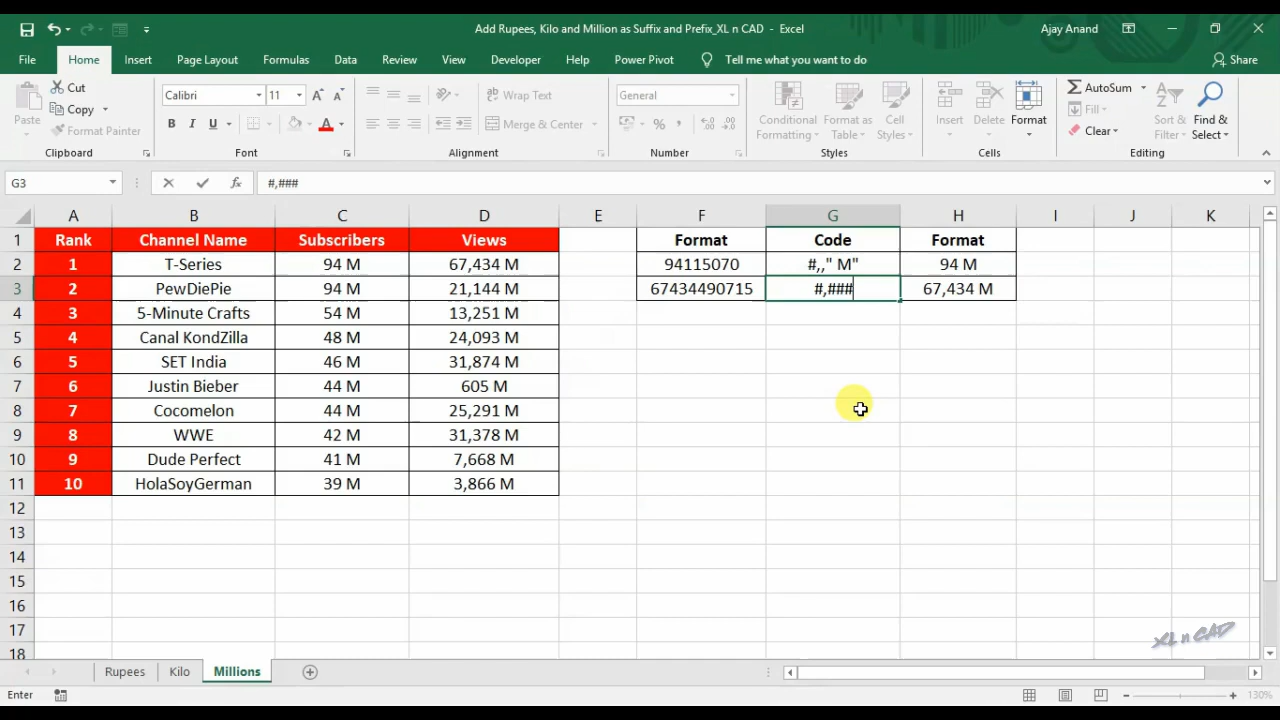 Add Rupees, Kilo and Million as Suffix and Prefix_XL n CAD - Excel
Ajay Anand
File Home Insert Page Layout Formulas Data Review View Developer Help Power Pivot Tell me what you want to do Share
Paste
Cut
Copy
Format Painter
Clipboard
Calibri 11
B I U
Font
Wrap Text
Merge & Center
Alignment
General
Number
Conditional Formatting
Format as Table
Cell Styles
Styles
Insert Delete Format
Cells
AutoSum
Fill
Clear
Sort & Filter
Find & Select
Editing
G3 fx #,###
A B C D E F G H I J K
1 Rank Channel Name Subscribers Views Format Code Format
2 1 T-Series 94 M 67,434 M 94115070 #,," M" 94 M
3 2 PewDiePie 94 M 21,144 M 67434490715 #,### 67,434 M
4 3 5-Minute Crafts 54 M 13,251 M
5 4 Canal KondZilla 48 M 24,093 M
6 5 SET India 46 M 31,874 M
7 6 Justin Bieber 44 M 605 M
8 7 Cocomelon 44 M 25,291 M
9 8 WWE 42 M 31,378 M
10 9 Dude Perfect 41 M 7,668 M
11 10 HolaSoyGerman 39 M 3,866 M
12
13
14
15
16
17
18
XL n CAD
Rupees Kilo Millions
Enter
130%